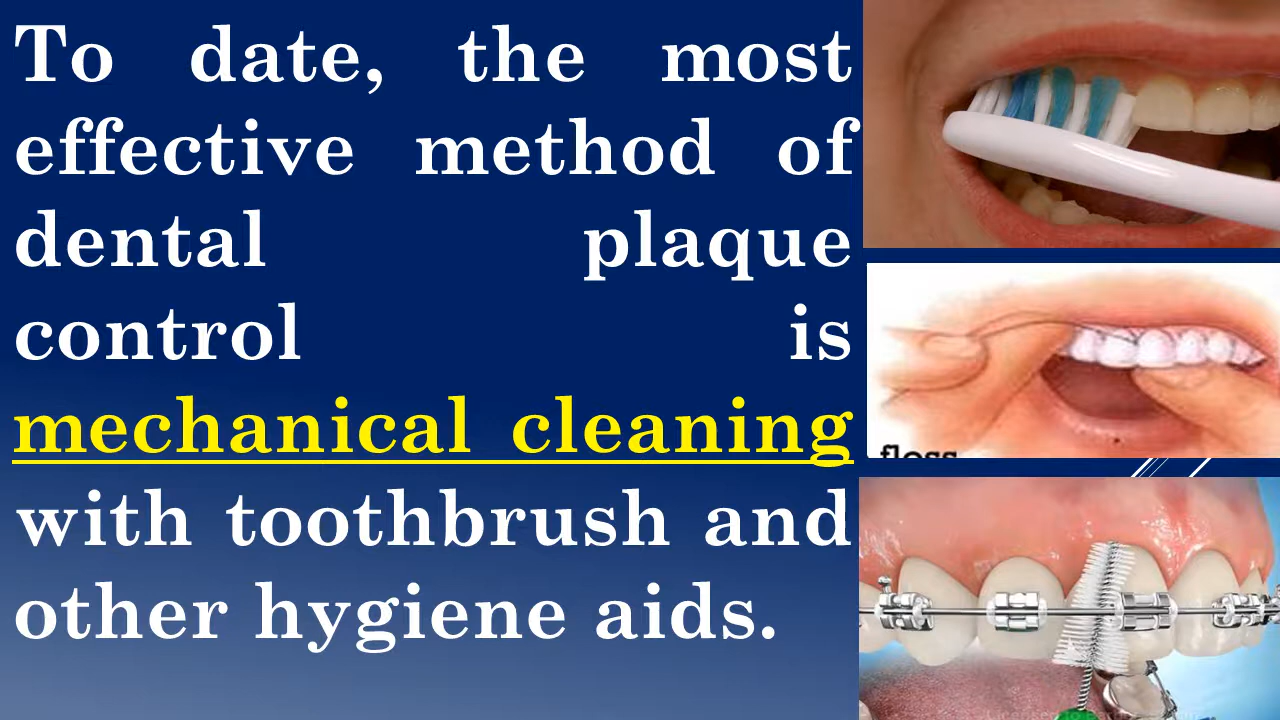 To date, the most
effective method of
dental plaque
control is
mechanical cleaning
with toothbrush and
other hygiene aids.
floss